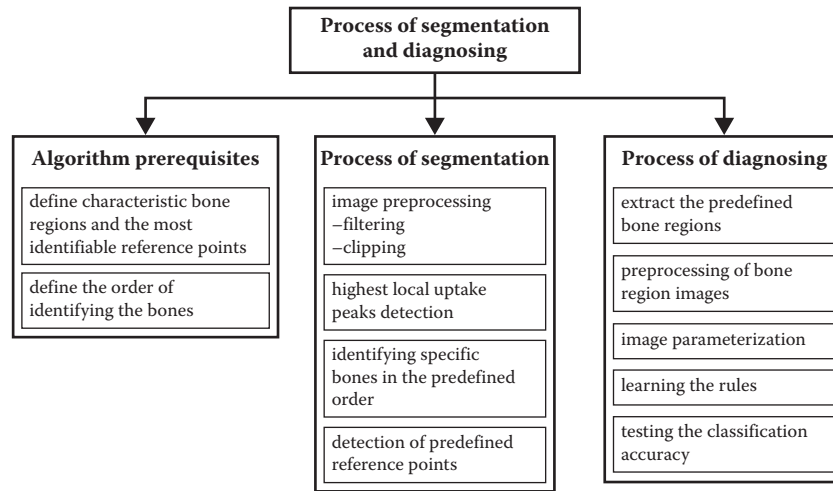 Process of segmentation
and diagnosing
Algorithm prerequisites
define characteristic bone
regions and the most
identifiable reference points
define the order of
identifying the bones
Process of segmentation
image preprocessing
–filtering
–clipping
highest local uptake
peaks detection
identifying specific
bones in the predefined
order
detection of predefined
reference points
Process of diagnosing
extract the predefined
bone regions
preprocessing of bone
region images
image parameterization
learning the rules
testing the classification
accuracy